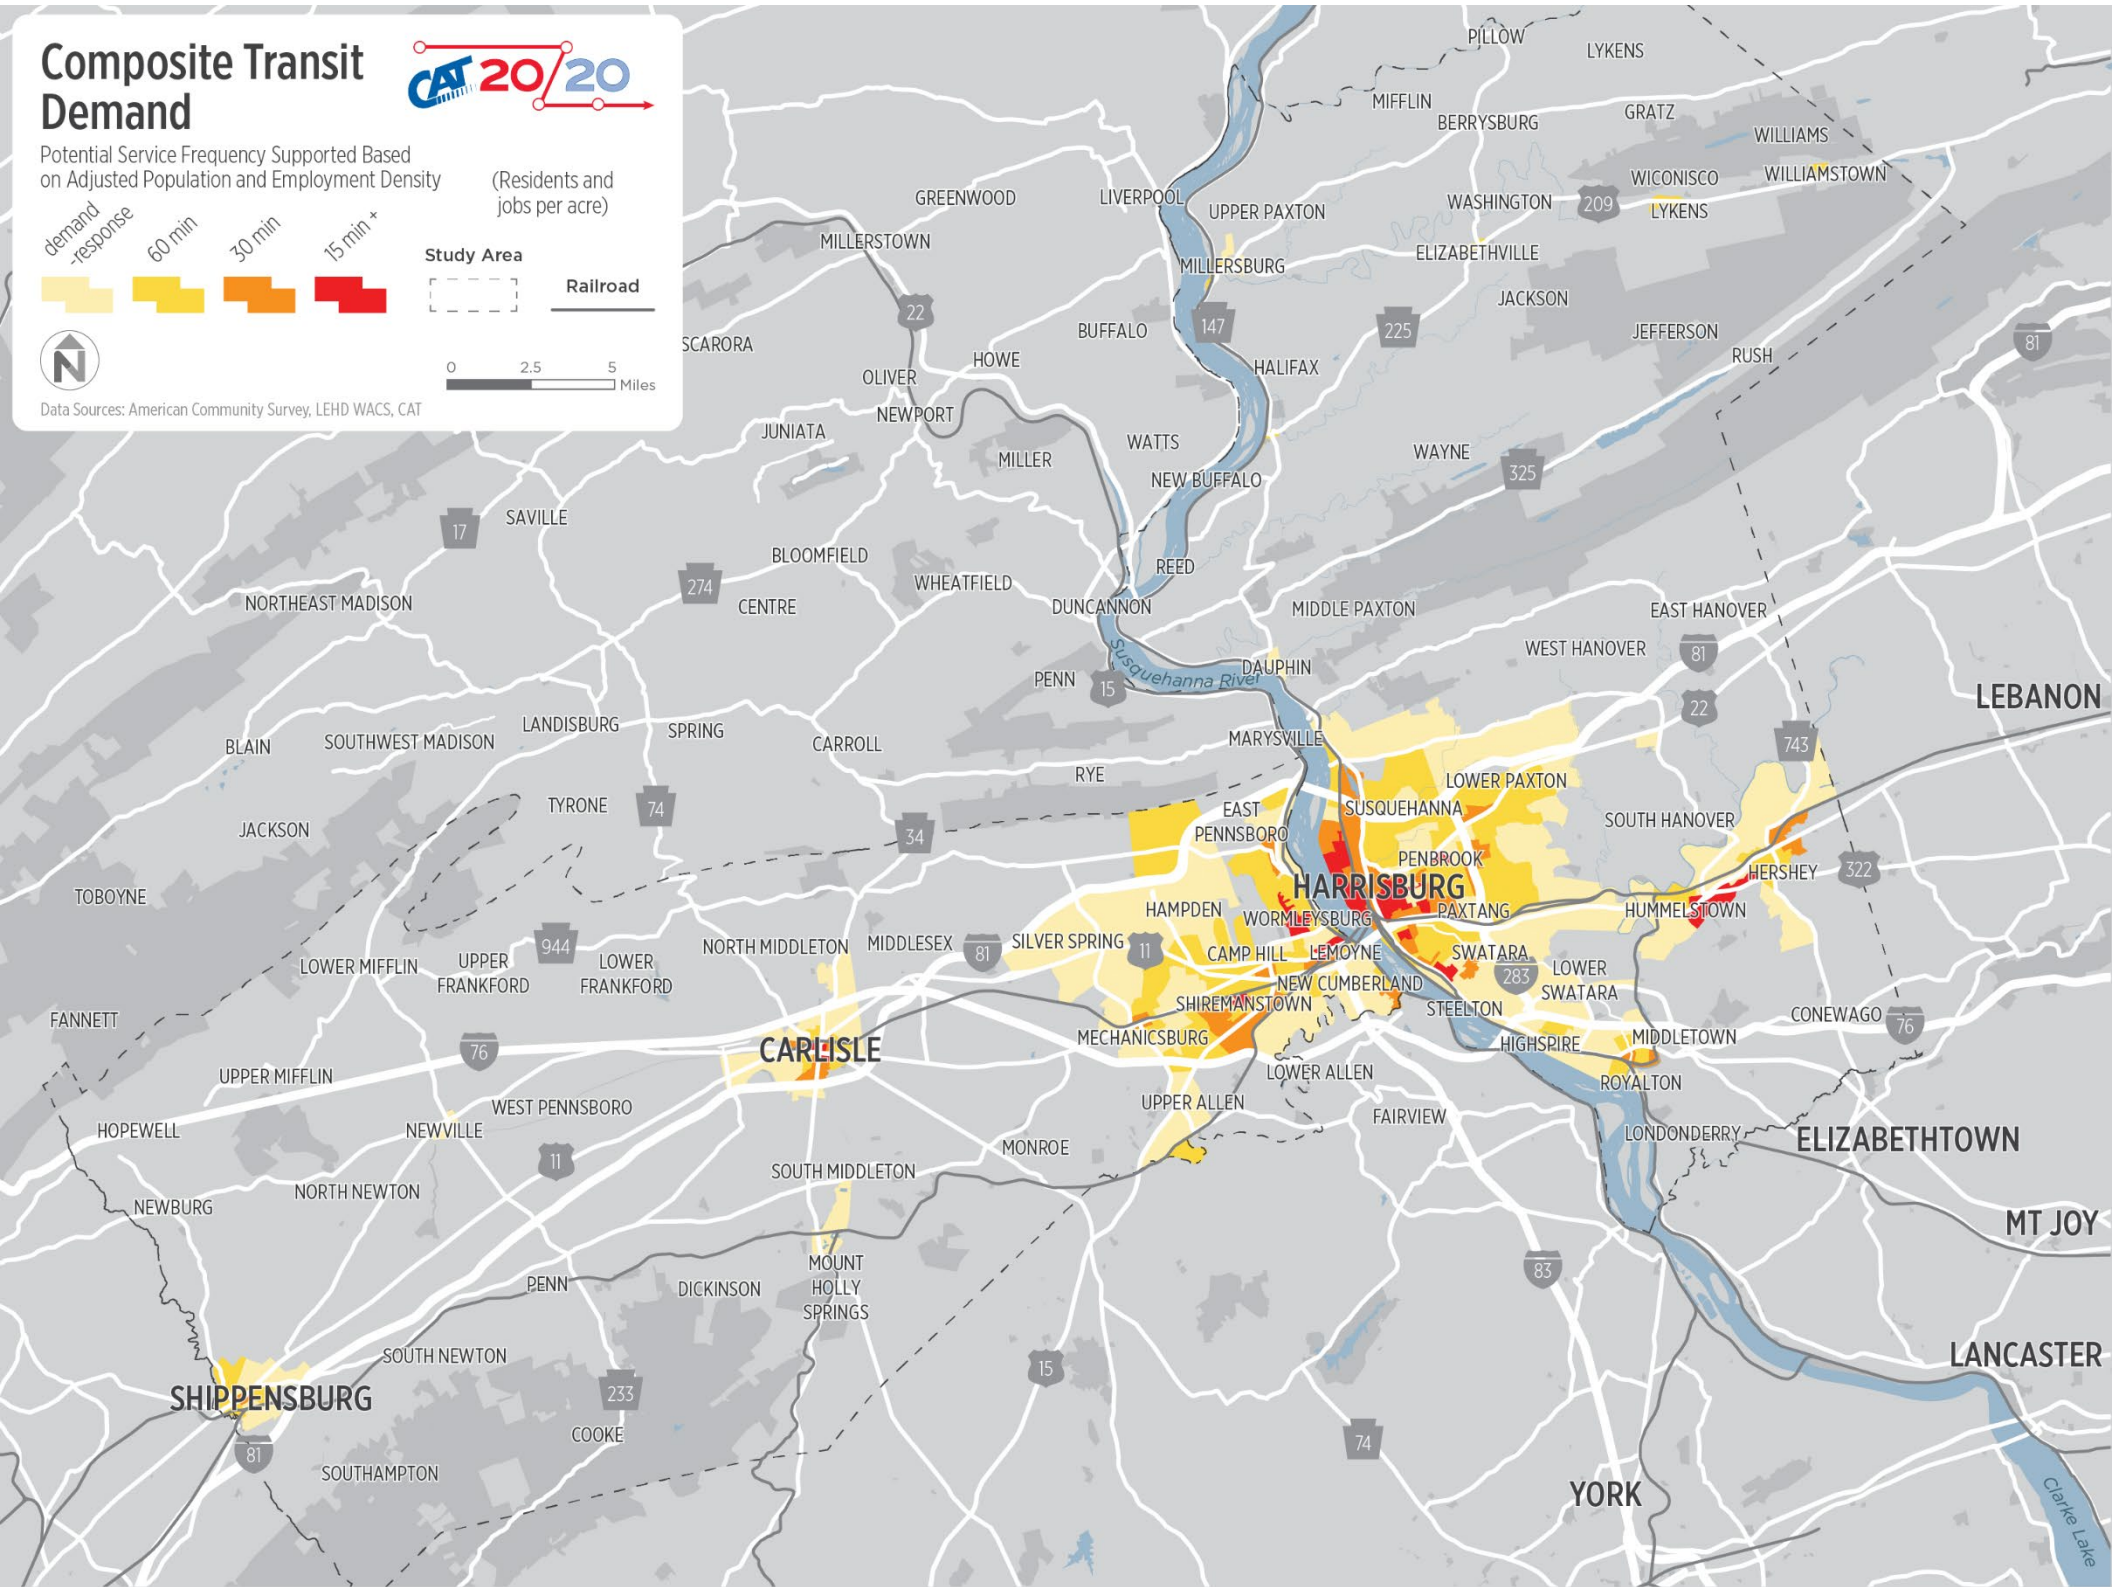 Composite Transit
Demand
CAT 20/20
Potential Service Frequency Supported Based
on Adjusted Population and Employment Density
(Residents and
jobs per acre)
demand
-response
60 min
30 min
15 min +
Study Area
Railroad
N
0 2.5 5
Miles
Data Sources: American Community Survey, LEHD WACS, CAT
PILLOW
LYKENS
MIFFLIN
BERRYSBURG
GRATZ
WILLIAMS
WICONISCO
WILLIAMSTOWN
GREENWOOD
LIVERPOOL
UPPER PAXTON
WASHINGTON
209
LYKENS
MILLERSTOWN
MILLERSBURG
ELIZABETHVILLE
JACKSON
22
147
225
BUFFALO
JEFFERSON
81
SCARORA
HOWE
HALIFAX
RUSH
OLIVER
NEWPORT
JUNIATA
MILLER
WATTS
WAYNE
325
NEW BUFFALO
17
SAVILLE
BLOOMFIELD
274
WHEATFIELD
REED
NORTHEAST MADISON
CENTRE
DUNCANNON
MIDDLE PAXTON
EAST HANOVER
WEST HANOVER
81
Susquehanna River
DAUPHIN
PENN
15
22
LEBANON
LANDISBURG
SPRING
BLAIN
SOUTHWEST MADISON
CARROLL
MARYSVILLE
743
RYE
LOWER PAXTON
TYRONE
74
EAST
PENNSBORO
SUSQUEHANNA
SOUTH HANOVER
JACKSON
34
PENBROOK
HERSHEY
322
TOBOYNE
HARRISBURG
HAMPDEN
WORMLEYSBURG
PAXTANG
HUMMELSTOWN
944
NORTH MIDDLETON
MIDDLESEX
81
SILVER SPRING
11
CAMP HILL
LEMOYNE
SWATARA
LOWER MIFFLIN
UPPER
FRANKFORD
LOWER
FRANKFORD
283
LOWER
SWATARA
NEW CUMBERLAND
SHIREMANSTOWN
STEELTON
FANNETT
CONEWAGO
76
76
CARLISLE
MECHANICSBURG
HIGHSPIRE
MIDDLETOWN
UPPER MIFFLIN
LOWER ALLEN
ROYALTON
WEST PENNSBORO
UPPER ALLEN
FAIRVIEW
HOPEWELL
NEWVILLE
LONDONDERRY
ELIZABETHTOWN
11
MONROE
SOUTH MIDDLETON
NORTH NEWTON
NEWBURG
MT JOY
MOUNT
HOLLY
SPRINGS
83
PENN
DICKINSON
SOUTH NEWTON
15
LANCASTER
SHIPPENSBURG
233
COOKE
81
74
SOUTHAMPTON
YORK
Clarke Lake